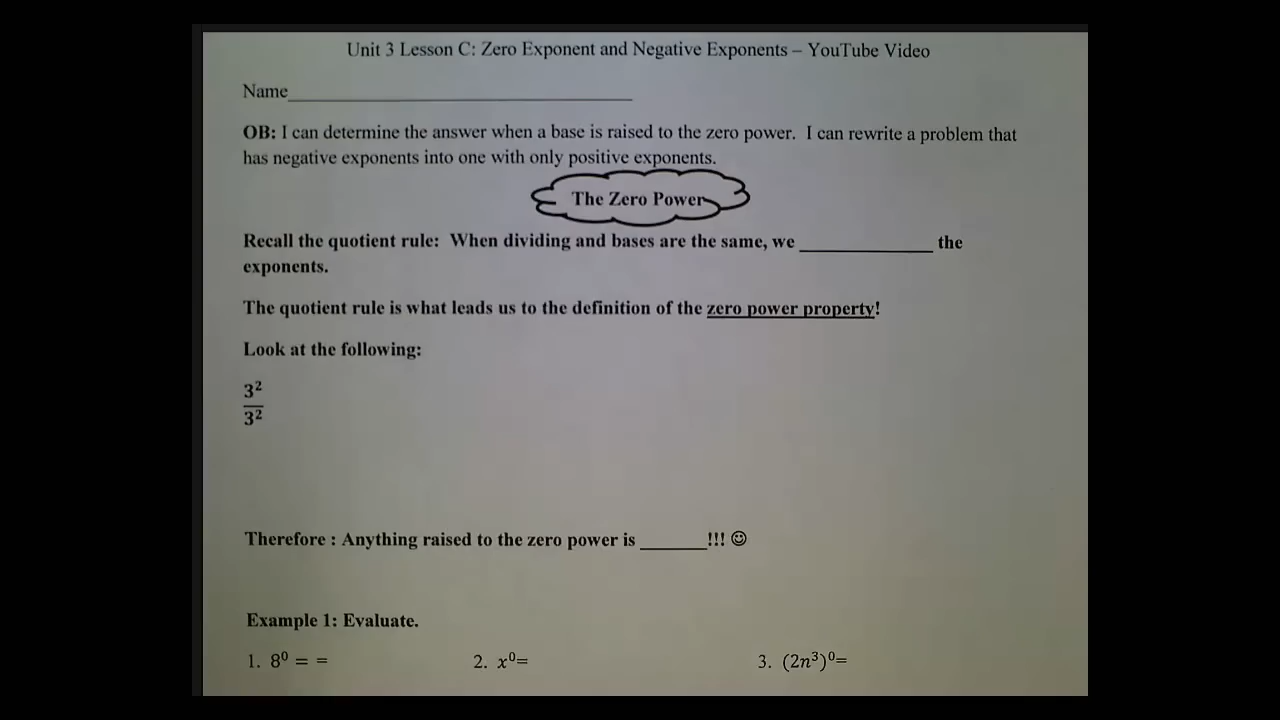 Unit 3 Lesson C: Zero Exponent and Negative Exponents – YouTube Video
Name_______________________________
OB: I can determine the answer when a base is raised to the zero power. I can rewrite a problem that
has negative exponents into one with only positive exponents.
The Zero Power
Recall the quotient rule: When dividing and bases are the same, we ____________ the
exponents.
The quotient rule is what leads us to the definition of the zero power property!
Look at the following:
3²
3²
Therefore : Anything raised to the zero power is ______!!! ☺
Example 1: Evaluate.
1. 8⁰ = = 2. x⁰= 3. (2n³)⁰=